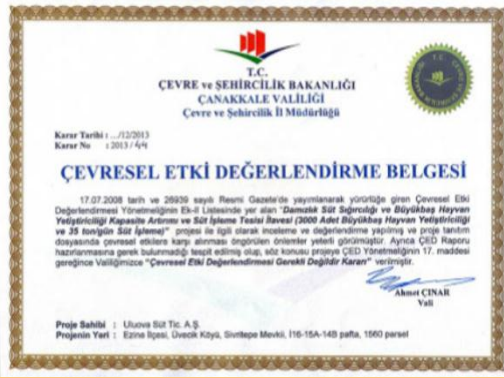 T.C.
ÇEVRE ve ŞEHİRCİLİK BAKANLIĞI
ÇANAKKALE VALİLİĞİ
Çevre ve Şehircilik İl Müdürlüğü
Karar Tarihi : .../12/2013
Karar No : 2013 / 44
ÇEVRESEL ETKİ DEĞERLENDİRME BELGESİ
17.07.2008 tarih ve 26939 sayılı Resmi Gazete'de yayımlanarak yürürlüğe giren Çevresel Etki
Değerlendirmesi Yönetmeliğinin Ek-II Listesinde yer alan "Damızlık Süt Sığırcılığı ve Büyükbaş Hayvan
Yetiştiriciliği Kapasite Artırımı ve Süt İşleme Tesisi İlavesi (3000 Adet Büyükbaş Hayvan Yetiştiriciliği
ve 35 ton/gün Süt İşleme)" projesi ile ilgili olarak inceleme ve değerlendirme yapılmış ve proje tanıtım
dosyasında çevresel etkilere karşı alınması öngörülen önlemler yeterli görülmüştür. Ayrıca ÇED Raporu
hazırlanmasına gerek bulunmadığı tespit edilmiş olup, söz konusu projeye ÇED Yönetmeliğinin 17. maddesi
gereğince Valiliğimizce "Çevresel Etki Değerlendirmesi Gerekli Değildir Kararı" verilmiştir.
Ahmet ÇINAR
Vali
Proje Sahibi : Uluova Süt Tic. A.Ş.
Projenin Yeri : Ezine İlçesi, Üvecik Köyü, Sivritepe Mevkii, I16-15A-14B pafta, 1560 parsel